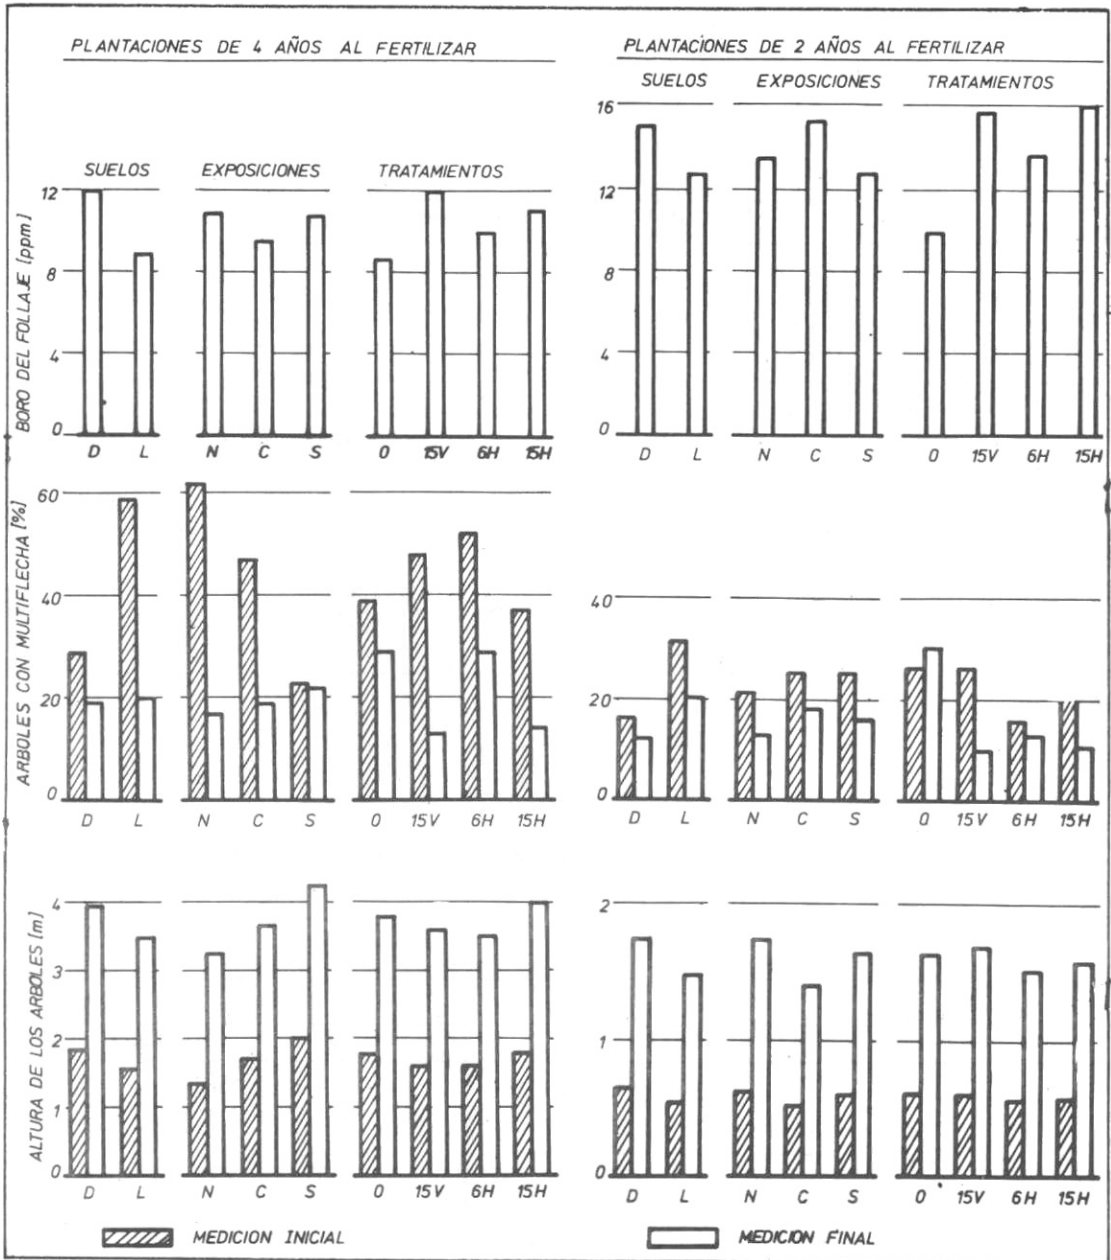 PLANTACIONES DE 4 AÑOS AL FERTILIZAR
PLANTACIONES DE 2 AÑOS AL FERTILIZAR
SUELOS EXPOSICIONES TRATAMIENTOS
SUELOS EXPOSICIONES TRATAMIENTOS
BORO DEL FOLLAJE [ppm]
12
8
4
0
D L N C S 0 15V 6H 15H
16
12
8
4
0
D L N C S 0 15V 6H 15H
ARBOLES CON MULTIFLECHA [%]
60
40
20
0
D L N C S 0 15V 6H 15H
40
20
0
D L N C S 0 15V 6H 15H
ALTURA DE LOS ARBOLES [m]
4
3
2
1
0
D L N C S 0 15V 6H 15H
2
1
0
D L N C S 0 15V 6H 15H
MEDICION INICIAL
MEDICION FINAL